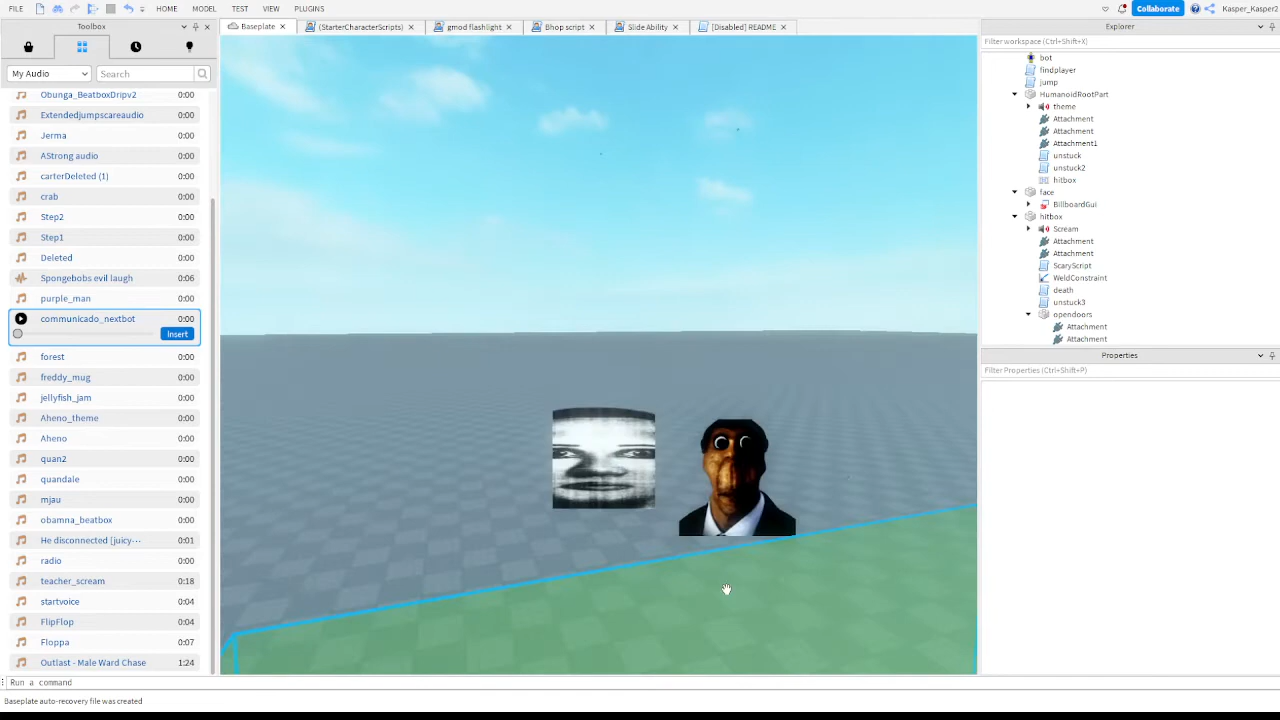 FILE HOME MODEL TEST VIEW PLUGINS Collaborate Kasper_Kasper2
Toolbox
Baseplate (StarterCharacterScripts) gmod flashlight Bhop script Slide Ability [Disabled] README
Explorer
Filter workspace (Ctrl+Shift+X)
My Audio Search
Obunga_BeatboxDripv2 0:00
Extendedjumpscareaudio 0:00
Jerma 0:00
AStrong audio 0:00
carterDeleted (1) 0:00
crab 0:00
Step2 0:00
Step1 0:00
Deleted 0:00
Spongebobs evil laugh 0:06
purple_man 0:00
communicado_nextbot 0:00
Insert
forest 0:00
freddy_mug 0:00
jellyfish_jam 0:00
Aheno_theme 0:00
Aheno 0:00
quan2 0:00
quandale 0:00
mjau 0:00
obamna_beatbox 0:00
He disconnected (juicy··· 0:01
radio 0:00
teacher_scream 0:18
startvoice 0:04
FlipFlop 0:04
Floppa 0:07
Outlast - Male Ward Chase 1:24
bot
findplayer
jump
HumanoidRootPart
theme
Attachment
Attachment
Attachment1
unstuck
unstuck2
hitbox
face
BillboardGui
hitbox
Scream
Attachment
Attachment
ScaryScript
WeldConstraint
death
unstuck3
opendoors
Attachment
Attachment
Properties
Filter Properties (Ctrl+Shift+P)
Run a command
Baseplate auto-recovery file was created